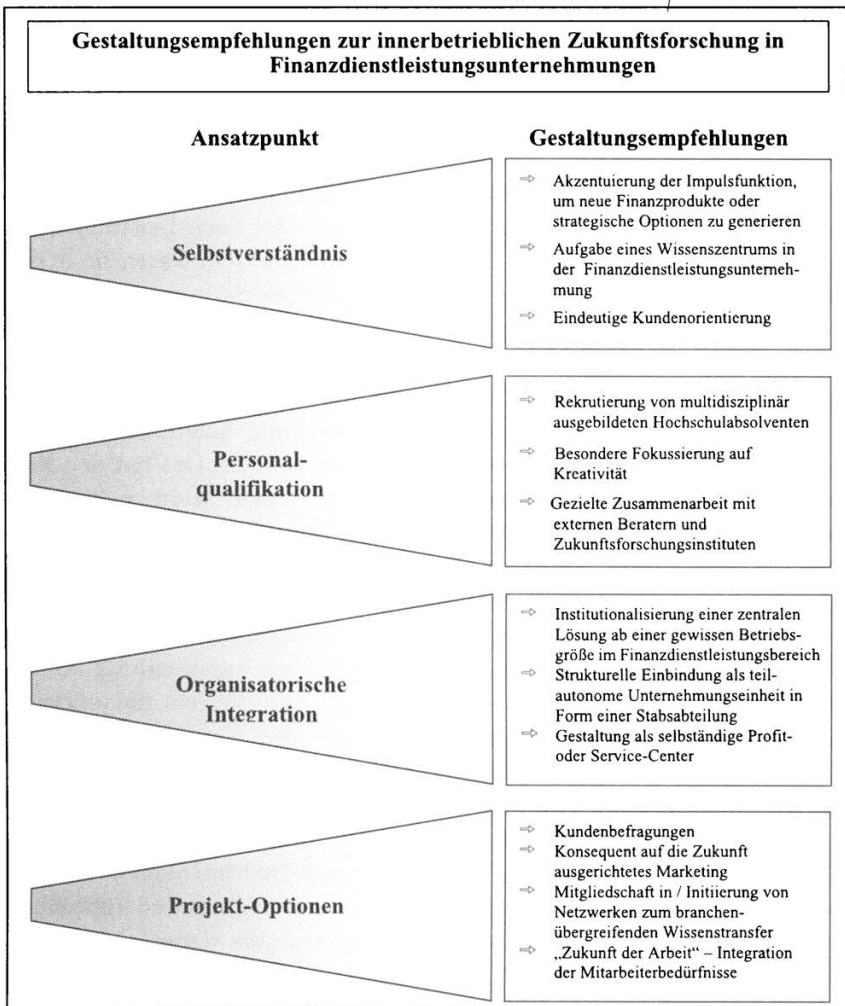 Gestaltungsempfehlungen zur innerbetrieblichen Zukunftsforschung in
Finanzdienstleistungsunternehmungen
Ansatzpunkt
Gestaltungsempfehlungen
Selbstverständnis
⇨ Akzentuierung der Impulsfunktion,
um neue Finanzprodukte oder
strategische Optionen zu generieren
⇨ Aufgabe eines Wissenszentrums in
der Finanzdienstleistungsunterneh-
mung
⇨ Eindeutige Kundenorientierung
Personal-
qualifikation
⇨ Rekrutierung von multidisziplinär
ausgebildeten Hochschulabsolventen
⇨ Besondere Fokussierung auf
Kreativität
⇨ Gezielte Zusammenarbeit mit
externen Beratern und
Zukunftsforschungsinstituten
Organisatorische
Integration
⇨ Institutionalisierung einer zentralen
Lösung ab einer gewissen Betriebs-
größe im Finanzdienstleistungsbereich
⇨ Strukturelle Einbindung als teil-
autonome Unternehmungseinheit in
Form einer Stabsabteilung
⇨ Gestaltung als selbständige Profit-
oder Service-Center
Projekt-Optionen
⇨ Kundenbefragungen
⇨ Konsequent auf die Zukunft
ausgerichtetes Marketing
⇨ Mitgliedschaft in / Initiierung von
Netzwerken zum branchen-
übergreifenden Wissenstransfer
⇨ „Zukunft der Arbeit“ – Integration
der Mitarbeiterbedürfnisse